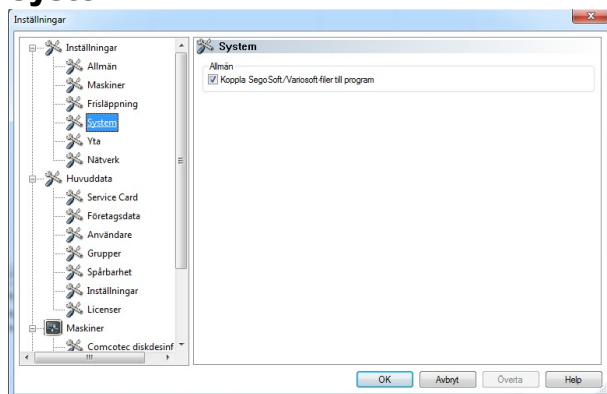 Inställningar
Inställningar
Allmän
Maskiner
Frisläppning
System
Yta
Nätverk
Huvuddata
Service Card
Företagsdata
Användare
Grupper
Spårbarhet
Inställningar
Licenser
Maskiner
Comcotec diskdesinf
System
Allmän
Koppla SegoSoft/Variosoft-filer till program
OK Avbryt Överta Help